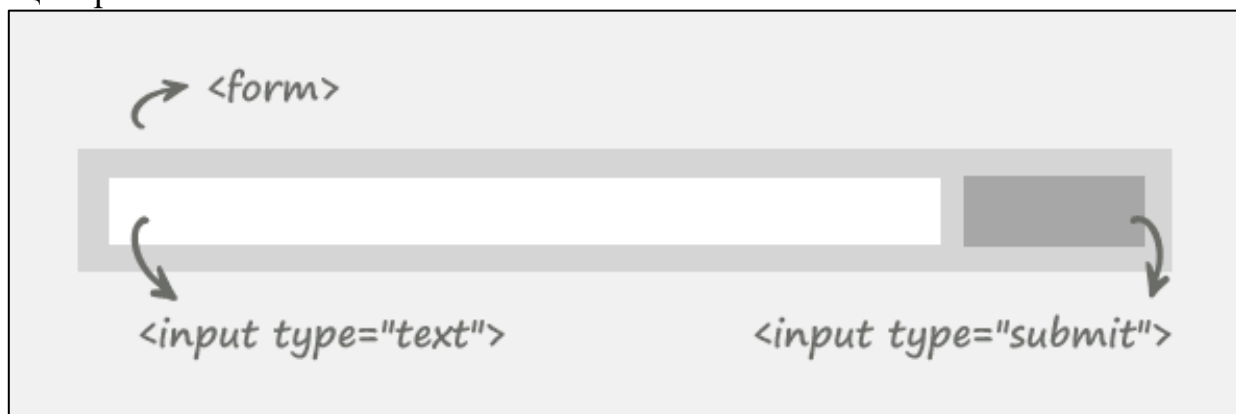 <form>
<input type="text">
<input type="submit">